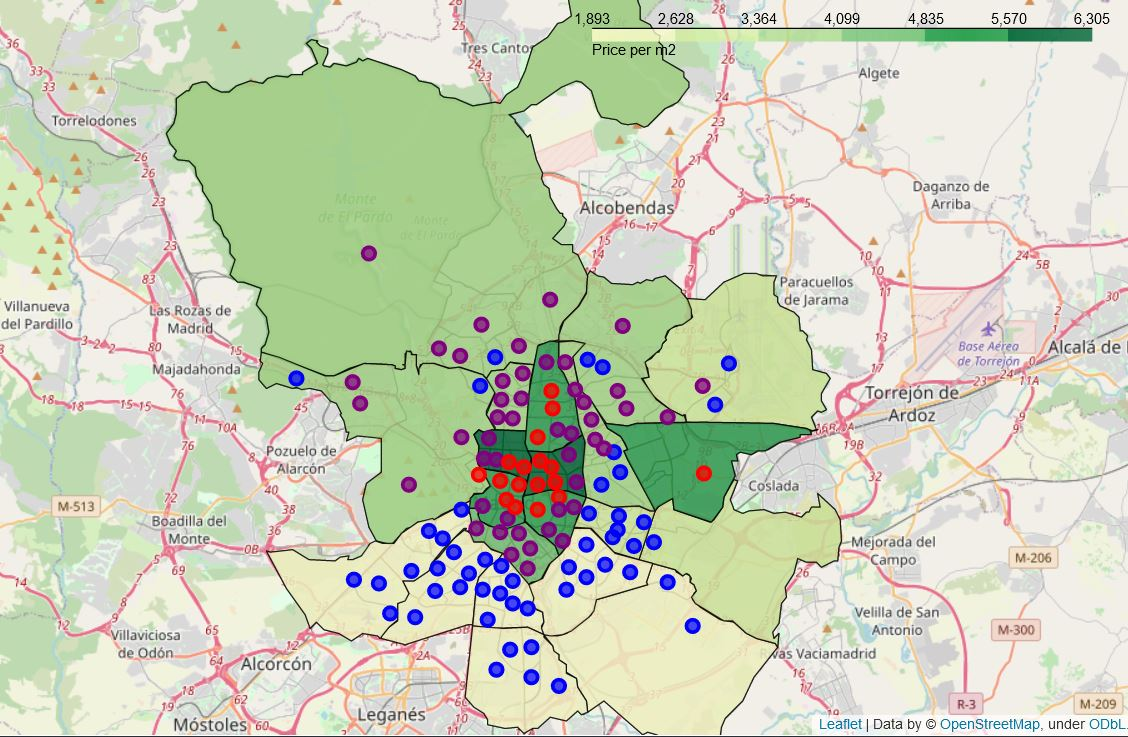 1,893 2,628 3,364 4,099 4,835 5,570 6,305
Price per m2
Tres Cantos
Algete
Torrelodones
Daganzo de
Arriba
Monte
de El Pardo
Monte
de El Pardo
Alcobendas
Paracuellos
de Jarama
Villanueva
del Pardillo
Las Rozas de
Madrid
Base Aérea
de Torrejón
Alcalá de
Majadahonda
Torrejón de
Ardoz
Pozuelo de
Alarcón
Coslada
M-513
Boadilla del
Monte
Mejorada del
Campo
M-206
Velilla de San
Antonio
M-300
Villaviciosa
de Odón
Rivas Vaciamadrid
Alcorcón
R-3
M-209
Leganés
Móstoles
Leaflet | Data by © OpenStreetMap, under ODbL.